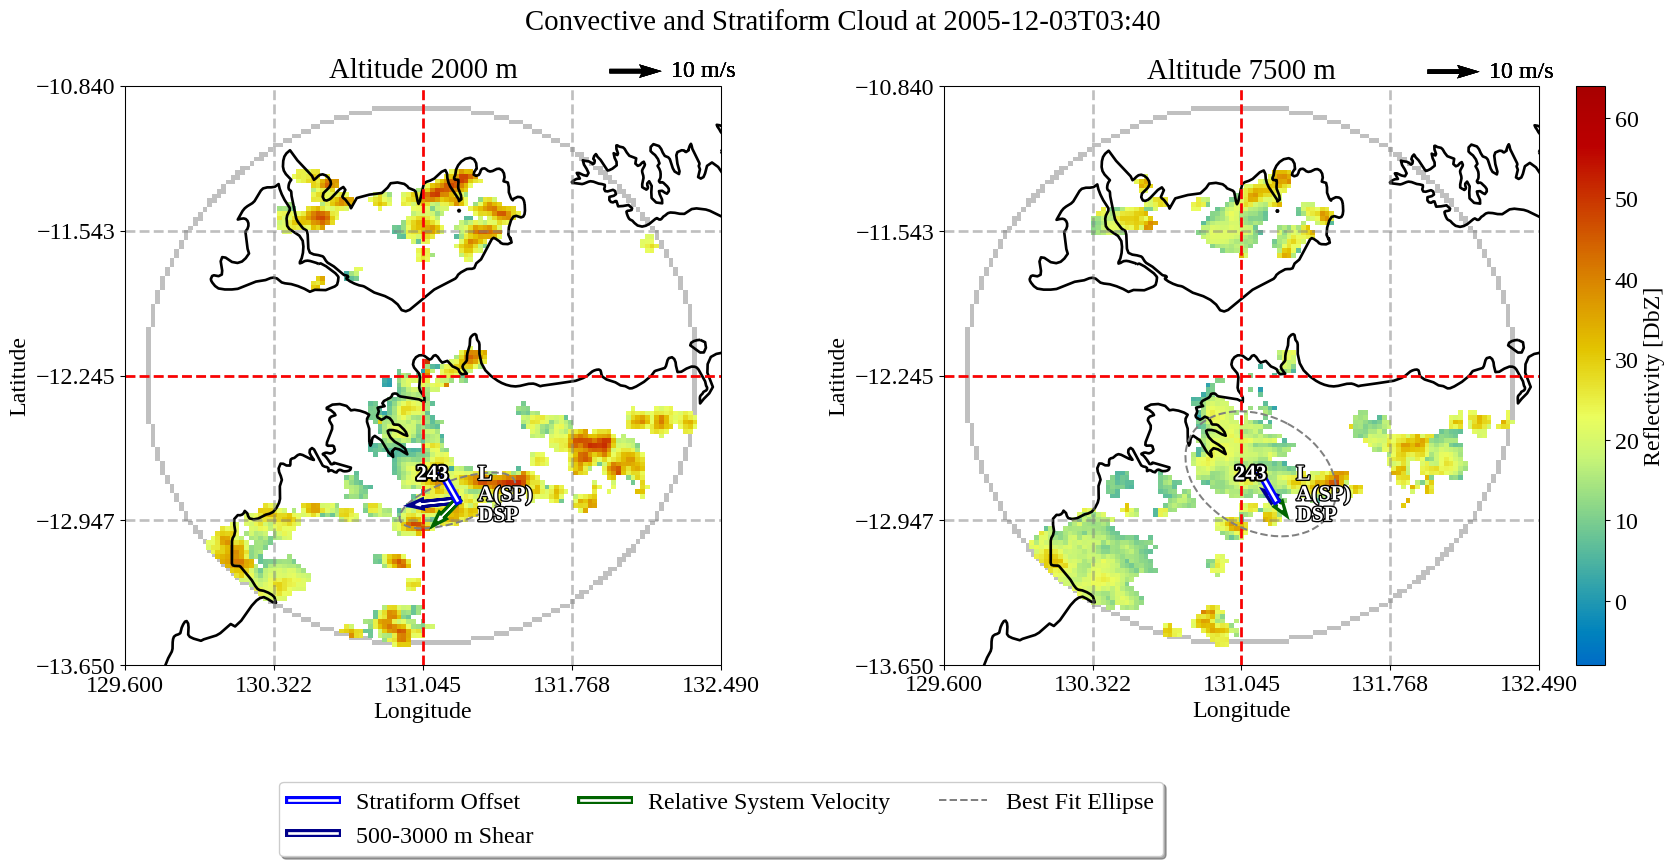 Convective and Stratiform Cloud at 2005-12-03T03:40
Altitude 2000 m
10 m/s
Altitude 7500 m
10 m/s
−10.840
−11.543
−12.245
−12.947
−13.650
Latitude
243
L
A(SP)
DSP
129.600
130.322
131.045
131.768
132.490
Longitude
−10.840
−11.543
−12.245
−12.947
−13.650
Latitude
243
L
A(SP)
DSP
129.600
130.322
131.045
131.768
132.490
Longitude
60
50
40
30
20
10
0
Reflectivity [DbZ]
Stratiform Offset
Relative System Velocity
Best Fit Ellipse
500-3000 m Shear